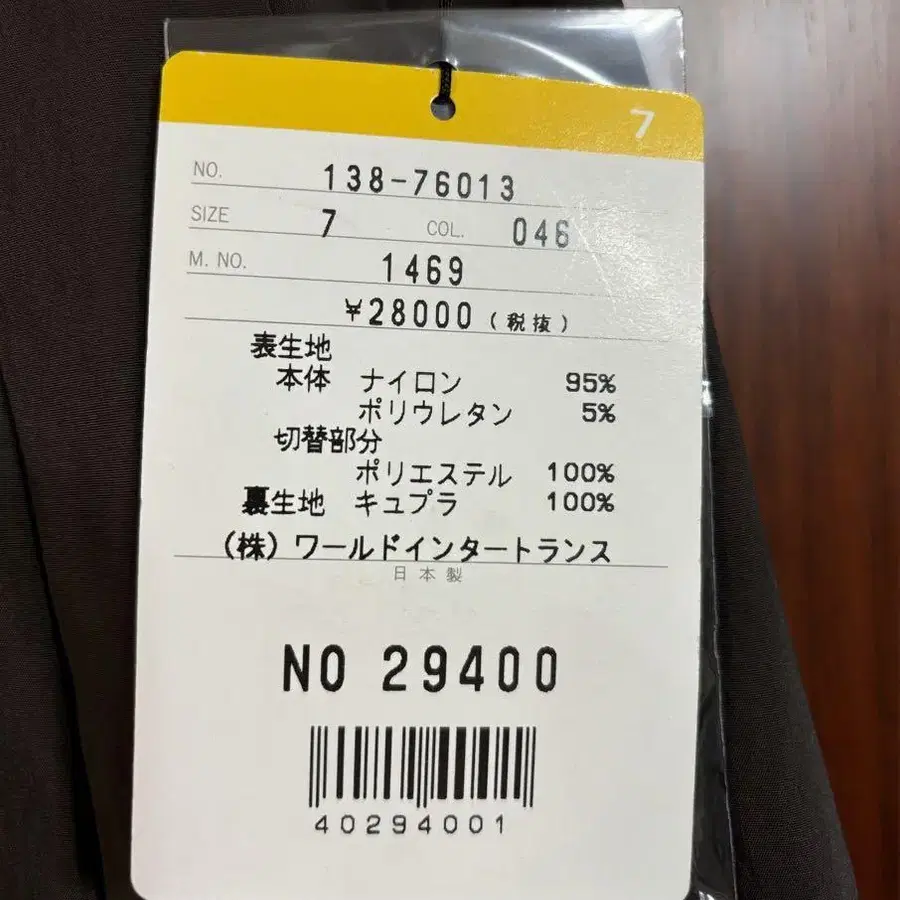 7
NO. 138-76013
SIZE 7 COL. 046
M. NO. 1469
¥28000 (税抜)
表生地
本体 ナイロン 95%
ポリウレタン 5%
切替部分
ポリエステル 100%
裏生地 キュプラ 100%
(株)ワールドインタートランス
日本製
NO 29400
40294001